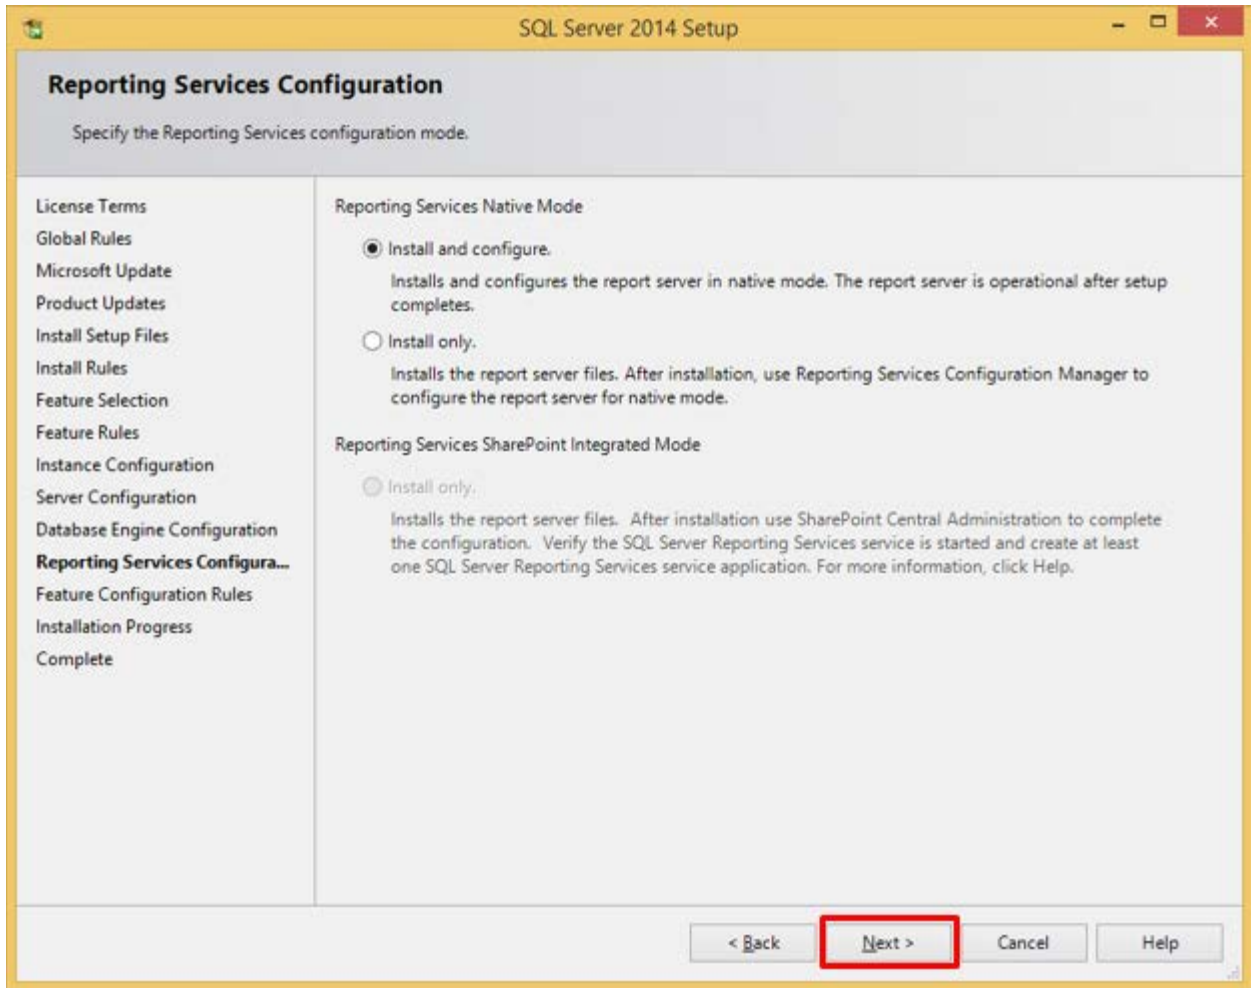 SQL Server 2014 Setup
Reporting Services Configuration
Specify the Reporting Services configuration mode.
License Terms
Global Rules
Microsoft Update
Product Updates
Install Setup Files
Install Rules
Feature Selection
Feature Rules
Instance Configuration
Server Configuration
Database Engine Configuration
Reporting Services Configura...
Feature Configuration Rules
Installation Progress
Complete
Reporting Services Native Mode
Install and configure.
Installs and configures the report server in native mode. The report server is operational after setup
completes.
Install only.
Installs the report server files. After installation, use Reporting Services Configuration Manager to
configure the report server for native mode.
Reporting Services SharePoint Integrated Mode
Install only.
Installs the report server files. After installation use SharePoint Central Administration to complete
the configuration. Verify the SQL Server Reporting Services service is started and create at least
one SQL Server Reporting Services service application. For more information, click Help.
< Back
Next >
Cancel
Help